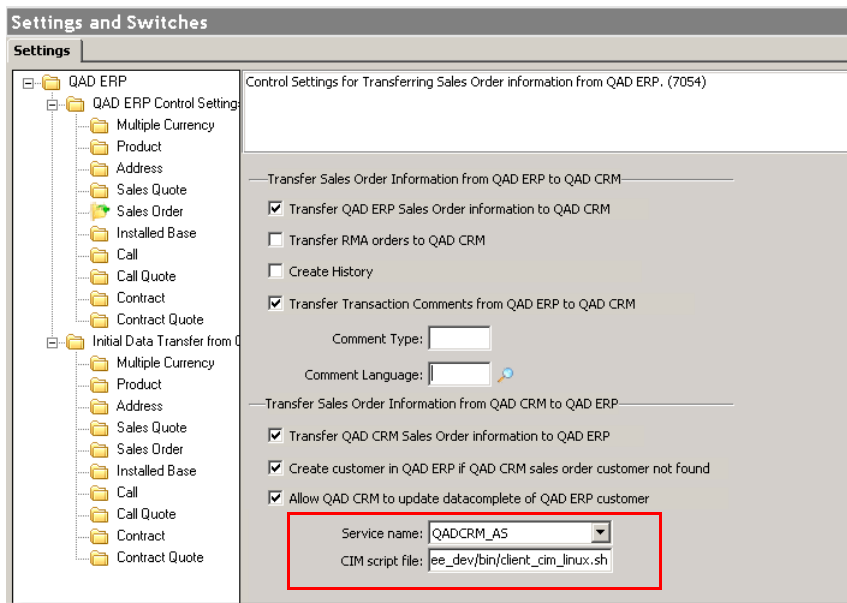 Settings and Switches
Settings
QAD ERP
QAD ERP Control Setting
Multiple Currency
Product
Address
Sales Quote
Sales Order
Installed Base
Call
Call Quote
Contract
Contract Quote
Initial Data Transfer from
Multiple Currency
Product
Address
Sales Quote
Sales Order
Installed Base
Call
Call Quote
Contract
Contract Quote
Control Settings for Transferring Sales Order information from QAD ERP. (7054)
Transfer Sales Order Information from QAD ERP to QAD CRM
Transfer QAD ERP Sales Order information to QAD CRM
Transfer RMA orders to QAD CRM
Create History
Transfer Transaction Comments from QAD ERP to QAD CRM
Comment Type:
Comment Language:
Transfer Sales Order Information from QAD CRM to QAD ERP
Transfer QAD CRM Sales Order information to QAD ERP
Create customer in QAD ERP if QAD CRM sales order customer not found
Allow QAD CRM to update datacomplete of QAD ERP customer
Service name: QADCRM_AS
CIM script file: ee_dev/bin/client_cim_linux.sh